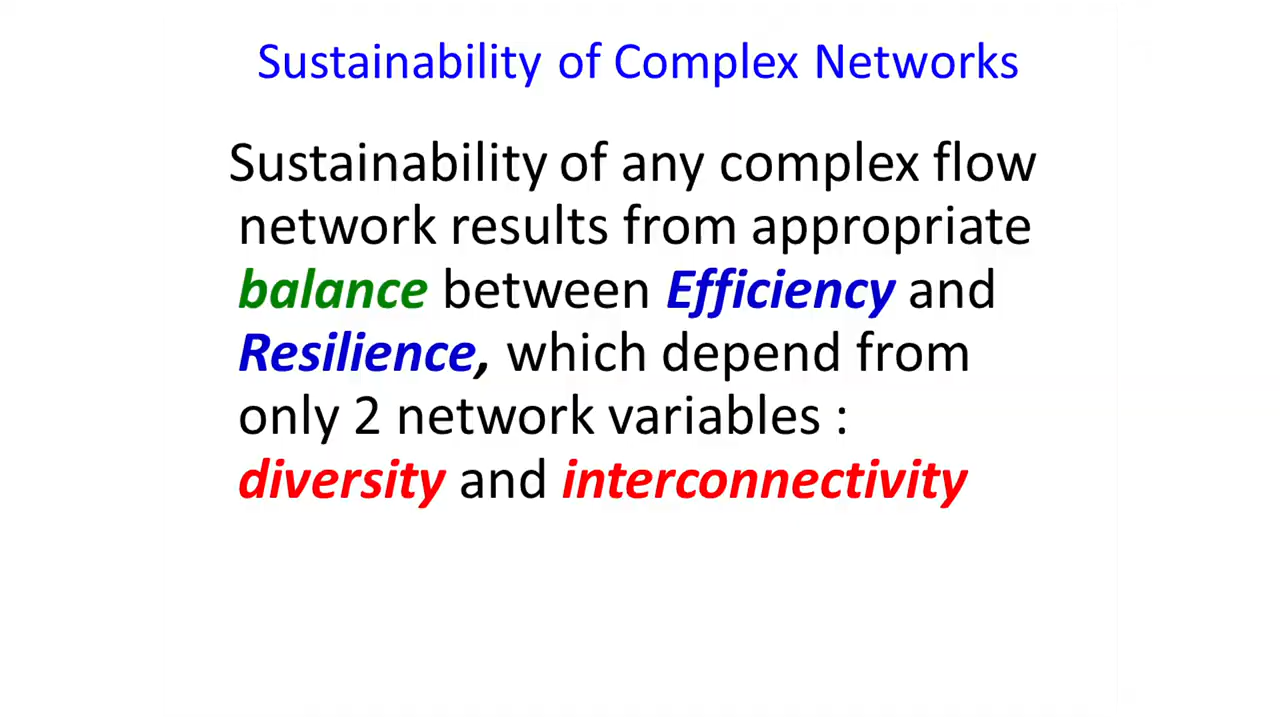 Sustainability of Complex Networks
Sustainability of any complex flow
network results from appropriate
balance between Efficiency and
Resilience, which depend from
only 2 network variables :
diversity and interconnectivity